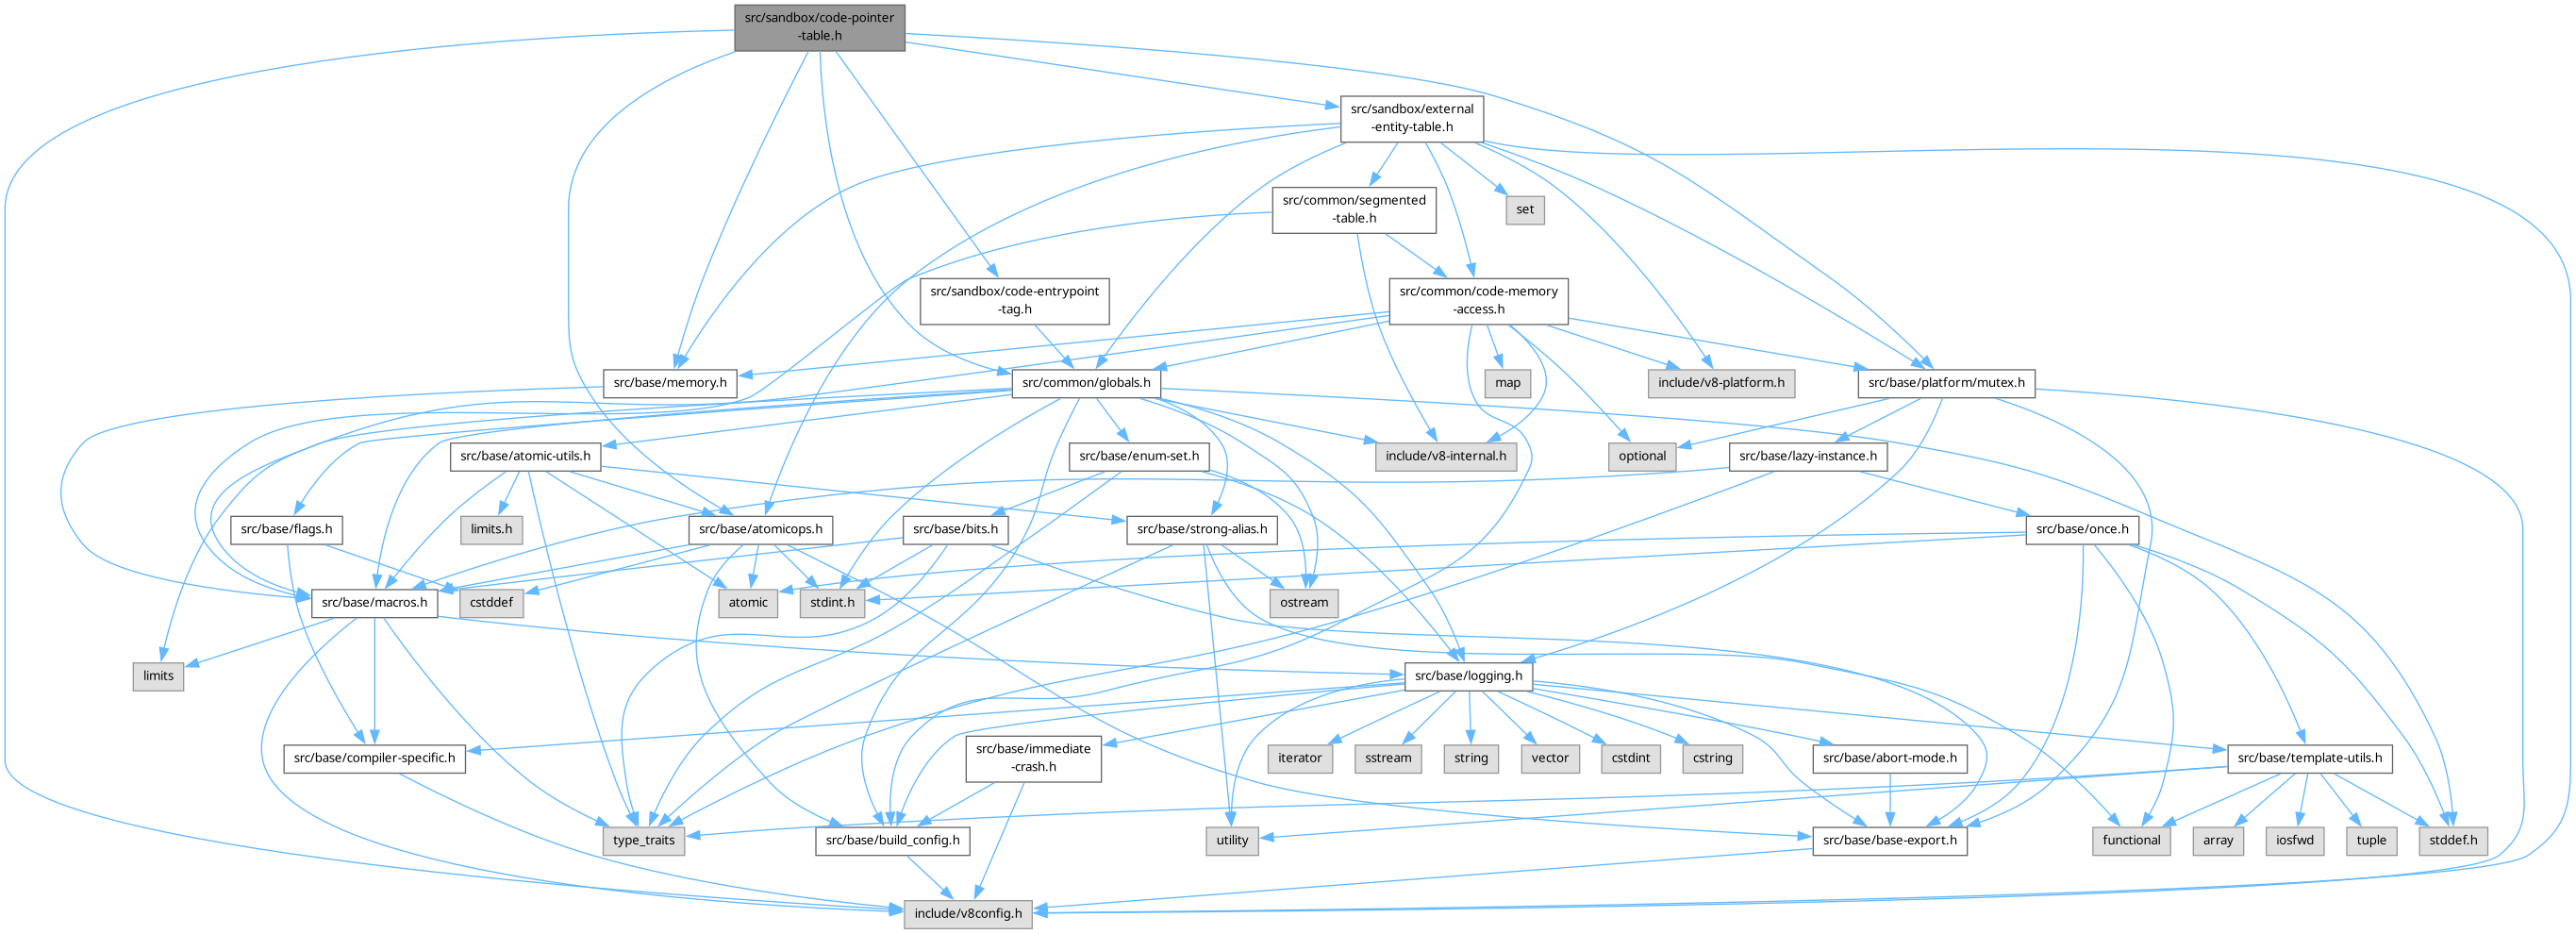 src/sandbox/code-pointer
-table.h
src/sandbox/external
-entity-table.h
src/common/segmented
-table.h
set
src/sandbox/code-entrypoint
-tag.h
src/common/code-memory
-access.h
src/base/memory.h
src/common/globals.h
map
include/v8-platform.h
src/base/platform/mutex.h
src/base/atomic-utils.h
src/base/enum-set.h
include/v8-internal.h
optional
src/base/lazy-instance.h
src/base/flags.h
limits.h
src/base/atomicops.h
src/base/bits.h
src/base/strong-alias.h
src/base/once.h
src/base/macros.h
cstddef
atomic
stdint.h
ostream
limits
src/base/logging.h
src/base/compiler-specific.h
src/base/immediate
-crash.h
iterator
sstream
string
vector
cstdint
cstring
src/base/abort-mode.h
src/base/template-utils.h
type_traits
src/base/build_config.h
utility
src/base/base-export.h
functional
array
iosfwd
tuple
stddef.h
include/v8config.h